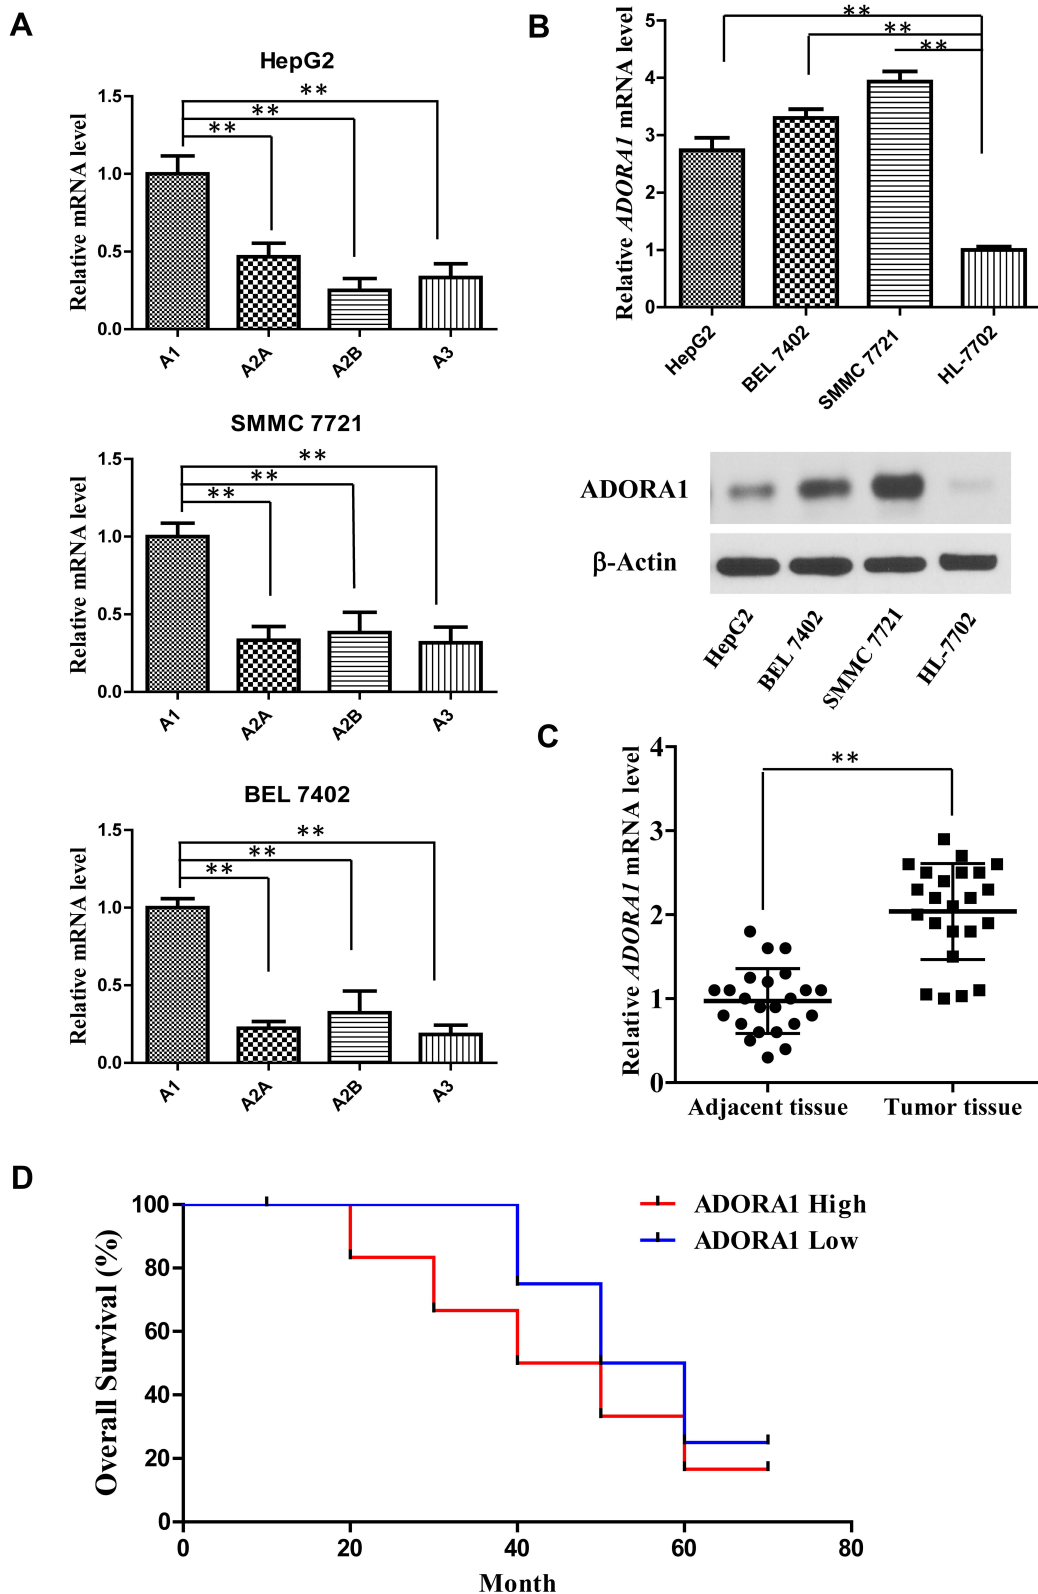 A
HepG2
Relative mRNA level
1.5
1.0
0.5
0.0
**
**
**
A1
A2A
A2B
A3
SMMC 7721
Relative mRNA level
1.5
1.0
0.5
0.0
**
**
**
A1
A2A
A2B
A3
BEL 7402
Relative mRNA level
1.5
1.0
0.5
0.0
**
**
**
A1
A2A
A2B
A3
B
Relative ADORA1 mRNA level
5
4
3
2
1
0
**
**
**
HepG2
BEL 7402
SMMC 7721
HL-7702
ADORA1
β-Actin
HepG2
BEL 7402
SMMC 7721
HL-7702
C
Relative ADORA1 mRNA level
4
3
2
1
0
**
Adjacent tissue
Tumor tissue
D
Overall Survival (%)
100
80
60
40
20
0
ADORA1 High
ADORA1 Low
0
20
40
60
80
Month